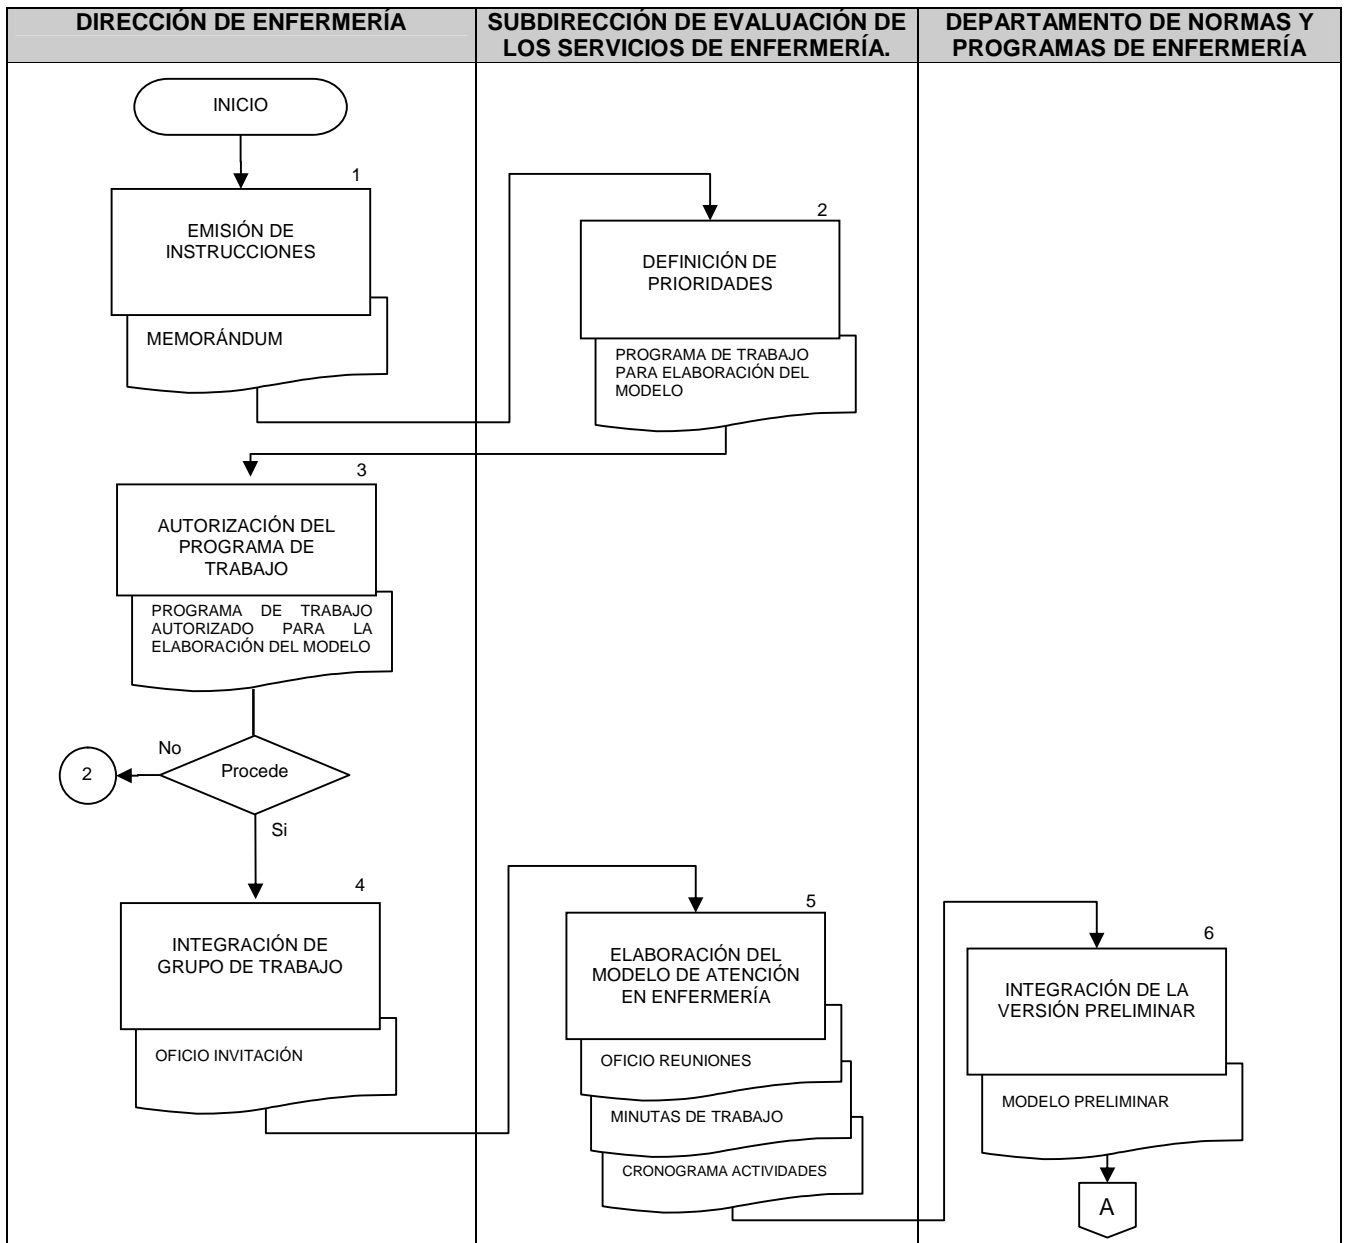 DIRECCIÓN DE ENFERMERÍA
SUBDIRECCIÓN DE EVALUACIÓN DE
LOS SERVICIOS DE ENFERMERÍA.
DEPARTAMENTO DE NORMAS Y
PROGRAMAS DE ENFERMERÍA
INICIO
1
EMISIÓN DE
INSTRUCCIONES
MEMORÁNDUM
2
DEFINICIÓN DE
PRIORIDADES
PROGRAMA DE TRABAJO
PARA ELABORACIÓN DEL
MODELO
3
AUTORIZACIÓN DEL
PROGRAMA DE
TRABAJO
PROGRAMA DE TRABAJO
AUTORIZADO PARA LA
ELABORACIÓN DEL MODELO
No
2
Procede
Si
4
INTEGRACIÓN DE
GRUPO DE TRABAJO
OFICIO INVITACIÓN
5
ELABORACIÓN DEL
MODELO DE ATENCIÓN
EN ENFERMERÍA
OFICIO REUNIONES
MINUTAS DE TRABAJO
CRONOGRAMA ACTIVIDADES
6
INTEGRACIÓN DE LA
VERSIÓN PRELIMINAR
MODELO PRELIMINAR
A